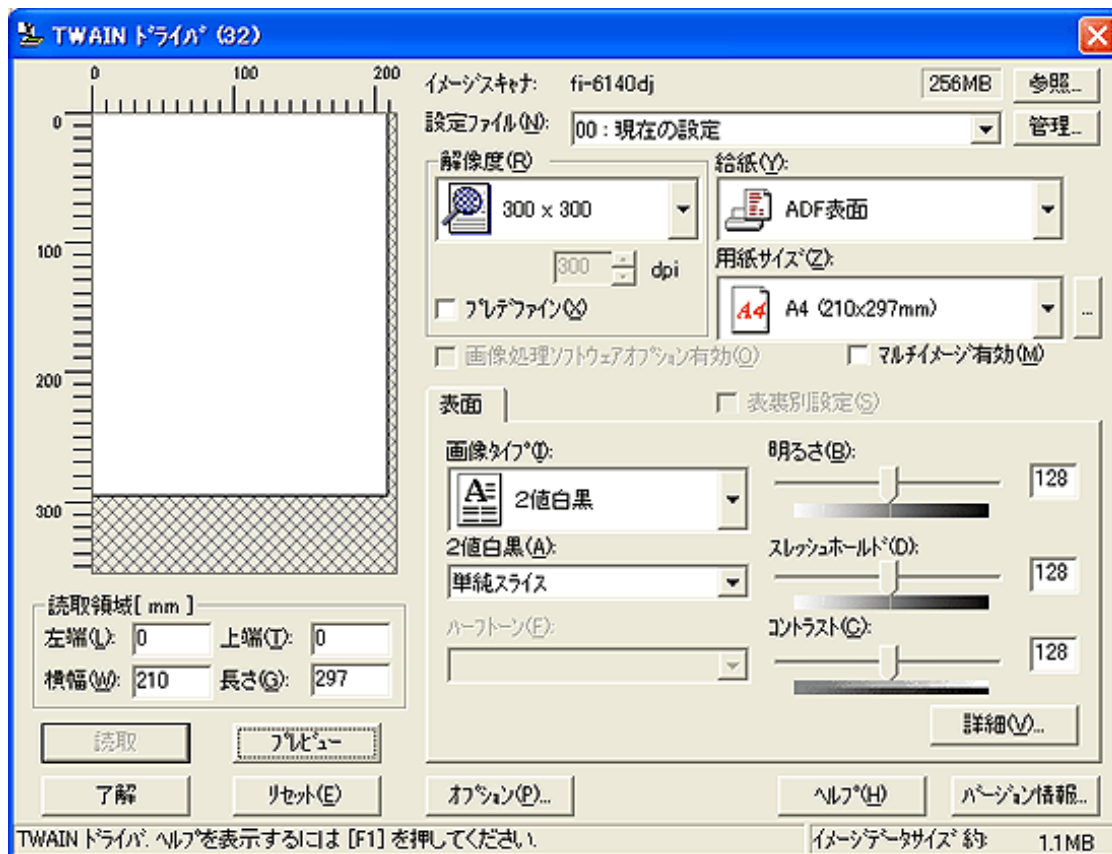 TWAIN ﾄﾞﾗｲﾊﾞ (32)
0 100 200
0
100
200
300
ｲﾒｰｼﾞｽｷｬﾅ: fi-6140dj 256MB 参照...
設定ﾌｧｲﾙ(N): 00 : 現在の設定 管理...
解像度(R) 給紙(Y):
300 x 300 ADF表面
300 dpi 用紙ｻｲｽﾞ(Z):
ﾌﾟﾚﾃﾞﾌｧｲﾝ(X) A4 A4 (210x297mm) ...
画像処理ｿﾌﾄｳｪｱｵﾌﾟｼｮﾝ有効(O) ﾏﾙﾁｲﾒｰｼﾞ有効(M)
表面 表裏別設定(S)
画像ﾀｲﾌﾟ(I): 明るさ(B):
A 2値白黒 128
2値白黒(A): ｽﾚｯｼｭﾎｰﾙﾄﾞ(D):
単純ｽﾗｲｽ 128
ﾊｰﾌﾄｰﾝ(F): ｺﾝﾄﾗｽﾄ(C):
128
詳細(V)...
読取領域[ mm ]
左端(L): 0 上端(T): 0
横幅(W): 210 長さ(G): 297
読取 ﾌﾟﾚﾋﾞｭｰ
了解 ﾘｾｯﾄ(E) ｵﾌﾟｼｮﾝ(P)... ﾍﾙﾌﾟ(H) ﾊﾞｰｼﾞｮﾝ情報...
TWAIN ﾄﾞﾗｲﾊﾞ. ﾍﾙﾌﾟを表示するには [F1] を押してください. ｲﾒｰｼﾞﾃﾞｰﾀｻｲｽﾞ 約: 1.1MB